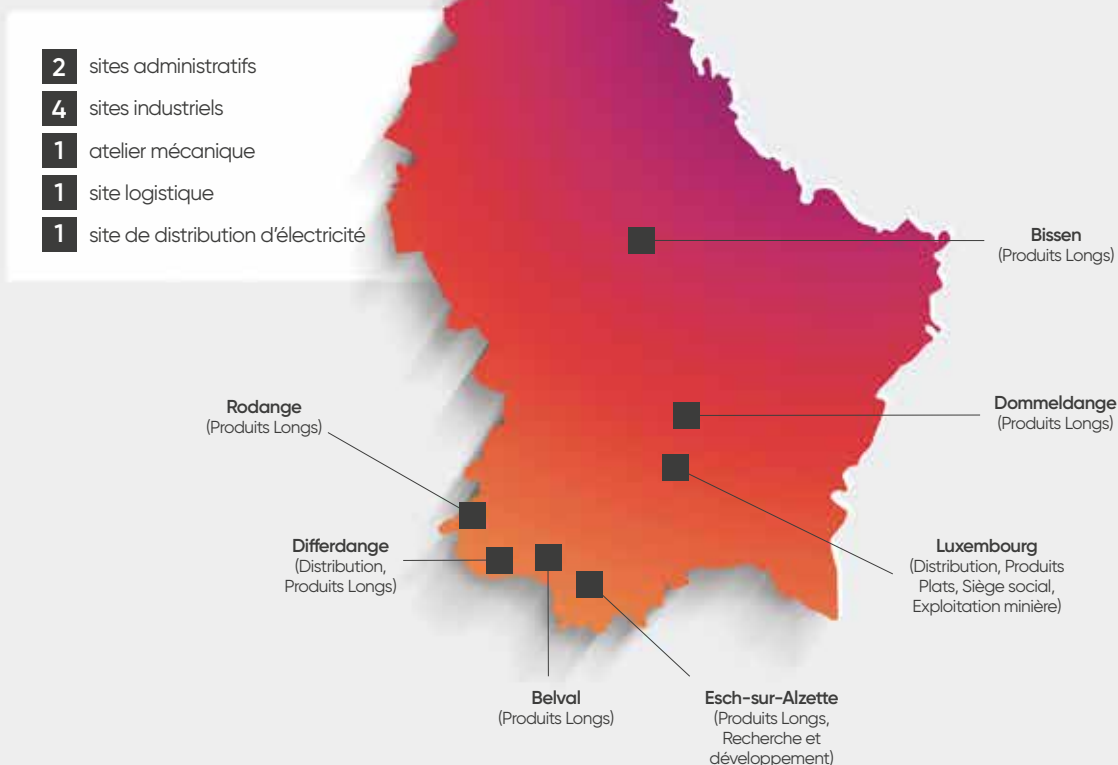 2 sites administratifs
4 sites industriels
1 atelier mécanique
1 site logistique
1 site de distribution d'électricité
Bissen
(Produits Longs)
Rodange
(Produits Longs)
Dommeldange
(Produits Longs)
Differdange
(Distribution,
Produits Longs)
Luxembourg
(Distribution, Produits
Plats, Siège social,
Exploitation minière)
Belval
(Produits Longs)
Esch-sur-Alzette
(Produits Longs,
Recherche et
développement)